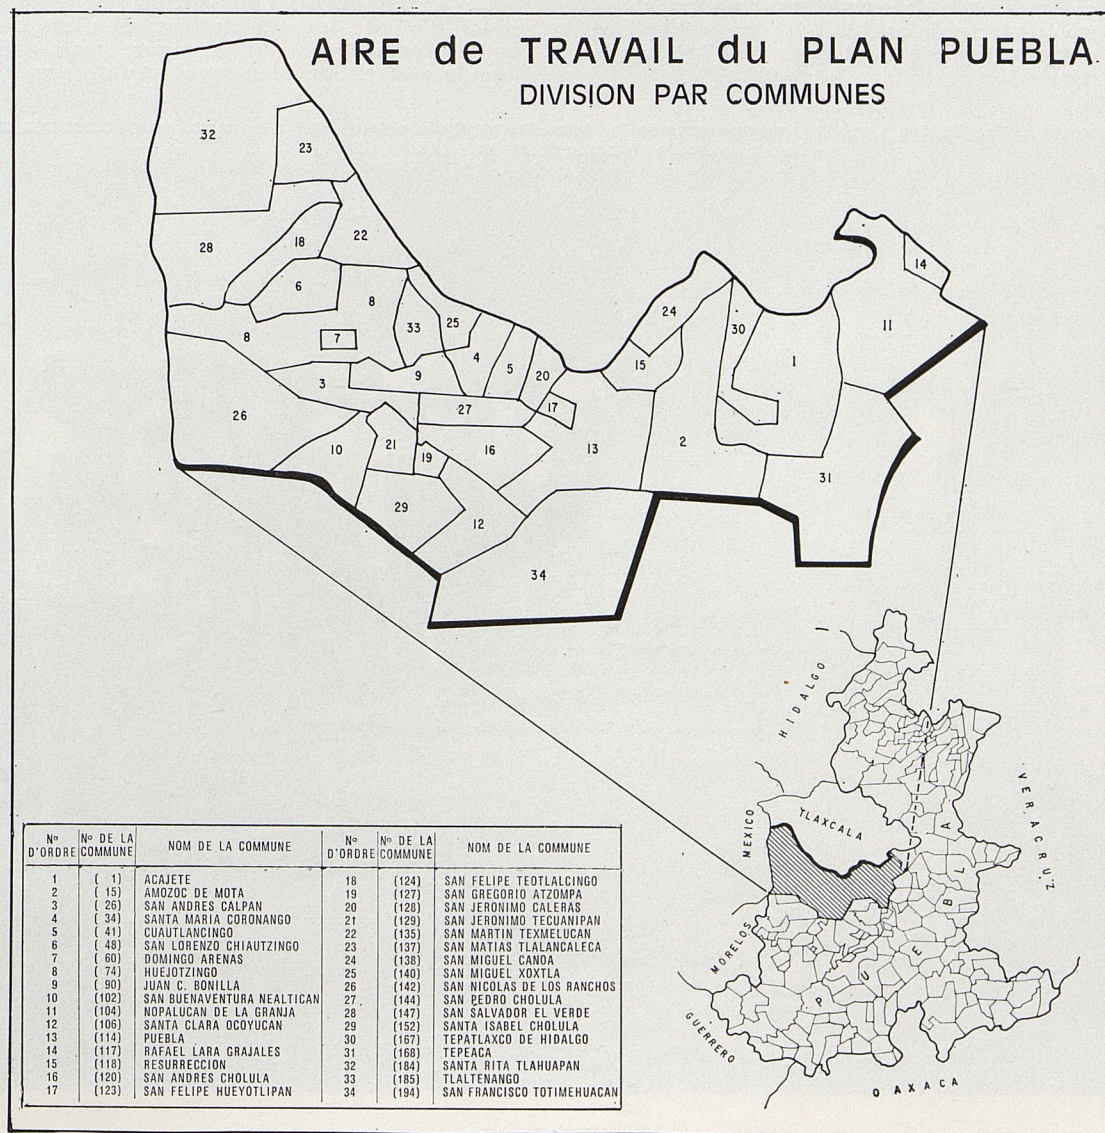 AIRE de TRAVAIL du PLAN PUEBLA
DIVISION PAR COMMUNES
32
23
28
18
22
6
8
14
24
11
8
7
33
25
30
4
1
5
15
20
9
3
27
17
26
2
10
21
19
16
13
31
29
12
34
HIDALGO
VERACRUZ
MEXICO
TLAXCALA
MORELOS
PUEBLA
GUERRERO
OAXACA
Nº D'ORDRE Nº DE LA COMMUNE NOM DE LA COMMUNE Nº D'ORDRE Nº DE LA COMMUNE NOM DE LA COMMUNE
1 ( 1) ACAJETE 18 (124) SAN FELIPE TEOTLALCINGO
2 ( 15) AMOZOC DE MOTA 19 (127) SAN GREGORIO ATZOMPA
3 ( 26) SAN ANDRES CALPAN 20 (128) SAN JERONIMO CALERAS
4 ( 34) SANTA MARIA CORONANGO 21 (129) SAN JERONIMO TECUANIPAN
5 ( 41) CUAUTLANCINGO 22 (135) SAN MARTIN TEXMELUCAN
6 ( 48) SAN LORENZO CHIAUTZINGO 23 (137) SAN MATIAS TLALANCALECA
7 ( 60) DOMINGO ARENAS 24 (138) SAN MIGUEL CANOA
8 ( 74) HUEJOTZINGO 25 (140) SAN MIGUEL XOXTLA
9 ( 90) JUAN C. BONILLA 26 (142) SAN NICOLAS DE LOS RANCHOS
10 (102) SAN BUENAVENTURA NEALTICAN 27 (144) SAN PEDRO CHOLULA
11 (104) NOPALUCAN DE LA GRANJA 28 (147) SAN SALVADOR EL VERDE
12 (106) SANTA CLARA OCOYUCAN 29 (152) SANTA ISABEL CHOLULA
13 (114) PUEBLA 30 (167) TEPATLAXCO DE HIDALGO
14 (117) RAFAEL LARA GRAJALES 31 (168) TEPEACA
15 (118) RESURRECCION 32 (184) SANTA RITA TLAHUAPAN
16 (120) SAN ANDRES CHOLULA 33 (185) TLALTENANGO
17 (123) SAN FELIPE HUEYOTLIPAN 34 (194) SAN FRANCISCO TOTIMEHUACAN